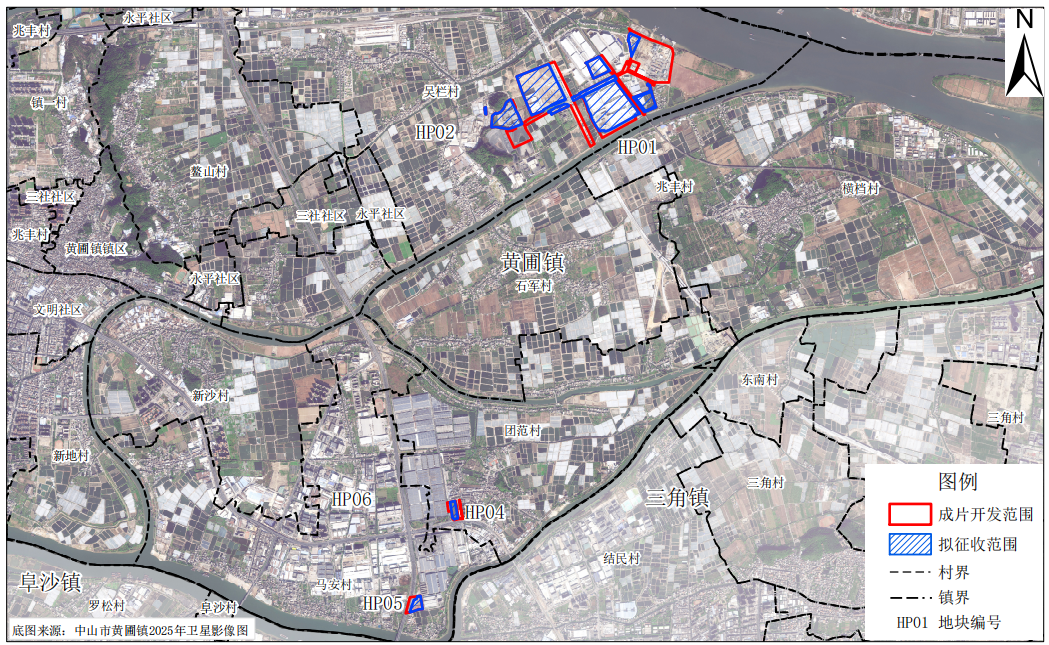 永平社区
兆丰村
N
镇一村
吴栏村
HP02
HP01
鳌山村
兆丰村
横档村
三社社区
三社社区
永平社区
兆丰村
黄圃镇镇区
黄圃镇
永平社区
石军村
文明社区
东南村
新沙村
三角村
团范村
新地村
三角村
图例
HP06
三角镇
HP04
成片开发范围
拟征收范围
结民村
村界
阜沙镇
马安村
镇界
HP05
罗松村
阜沙村
HP01 地块编号
底图来源：中山市黄圃镇2025年卫星影像图